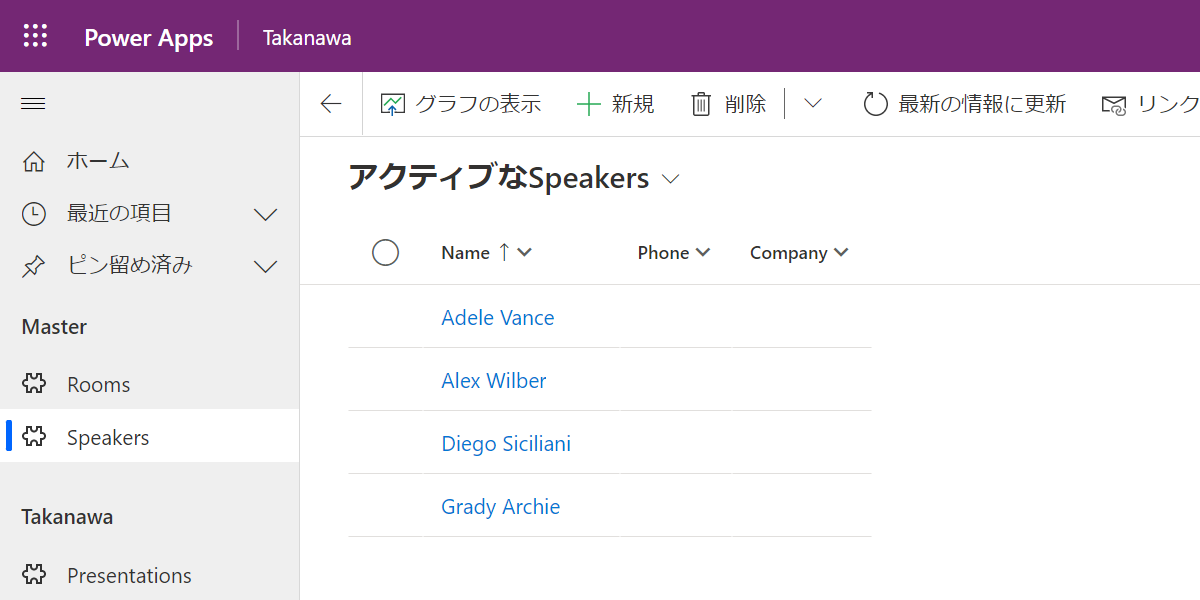 Power Apps Takanawa
グラフの表示 新規 削除 最新の情報に更新 リンク
ホーム
最近の項目
ピン留め済み
Master
Rooms
Speakers
Takanawa
Presentations
アクティブなSpeakers
Name Phone Company
Adele Vance
Alex Wilber
Diego Siciliani
Grady Archie